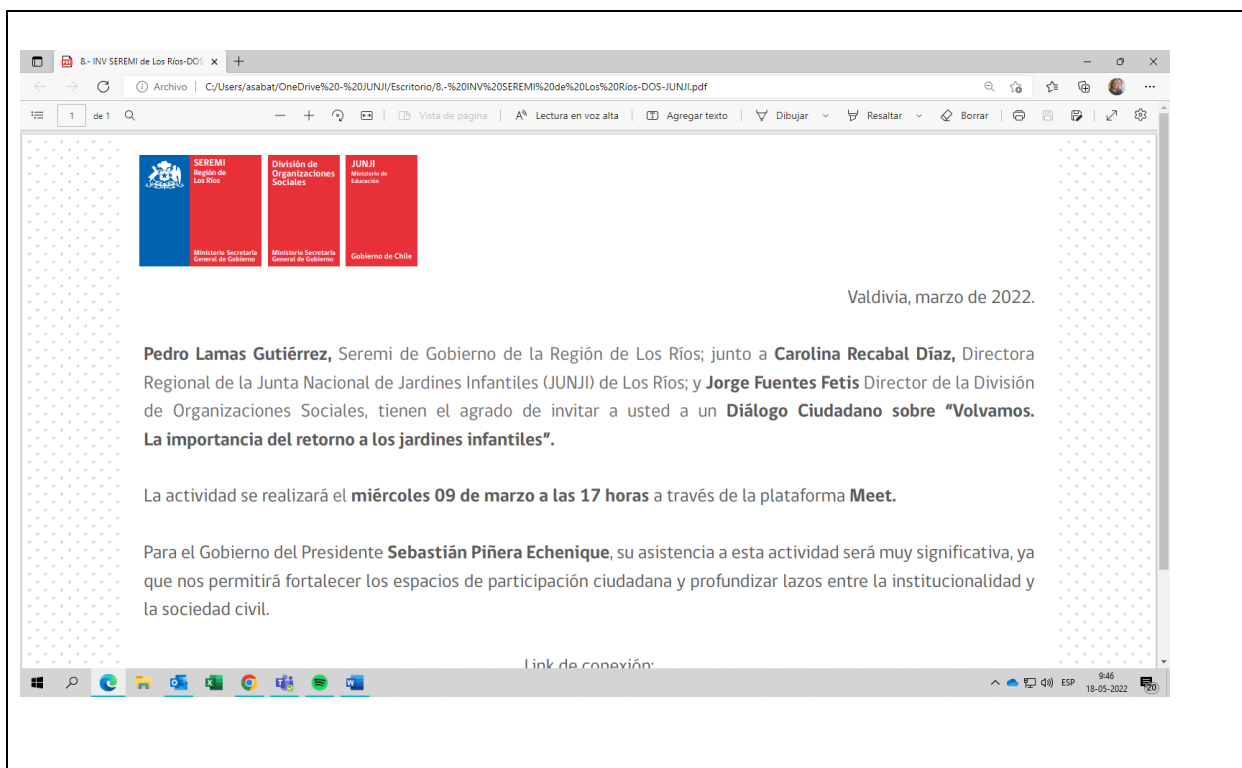 8.- INV SEREMI de Los Ríos-DOS
Archivo | C:/Users/asabat/OneDrive%20-%20JUNJI/Escritorio/8.-%20INV%20SEREMI%20de%20Los%20Ríos-DOS-JUNJI.pdf
1 de 1 Vista de página Lectura en voz alta Agregar texto Dibujar Resaltar Borrar
SEREMI
Región de
Los Ríos
Ministerio Secretaría
General de Gobierno
División de
Organizaciones
Sociales
Ministerio Secretaría
General de Gobierno
JUNJI
Ministerio de
Educación
Gobierno de Chile
Valdivia, marzo de 2022.
Pedro Lamas Gutiérrez, Seremi de Gobierno de la Región de Los Ríos; junto a Carolina Recabal Díaz, Directora
Regional de la Junta Nacional de Jardines Infantiles (JUNJI) de Los Ríos; y Jorge Fuentes Fetis Director de la División
de Organizaciones Sociales, tienen el agrado de invitar a usted a un Diálogo Ciudadano sobre “Volvamos.
La importancia del retorno a los jardines infantiles”.
La actividad se realizará el miércoles 09 de marzo a las 17 horas a través de la plataforma Meet.
Para el Gobierno del Presidente Sebastián Piñera Echenique, su asistencia a esta actividad será muy significativa, ya
que nos permitirá fortalecer los espacios de participación ciudadana y profundizar lazos entre la institucionalidad y
la sociedad civil.
Link de conexión:
ESP
9:46
18-05-2022
20